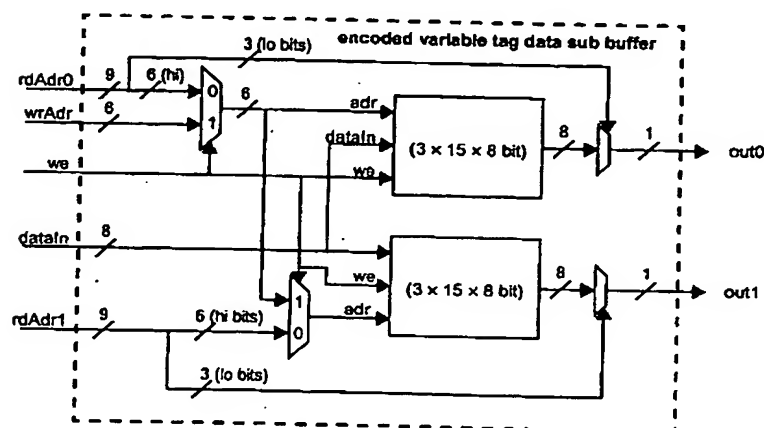 encoded variable tag data sub buffer
3 (lo bits)
rdAdr0
9
6 (hi)
0
6
adr
wrAdr
6
1
dataIn
(3 × 15 × 8 bit)
8
1
out0
we
we
dataIn
8
we
(3 × 15 × 8 bit)
8
1
out1
1
adr
rdAdr1
9
6 (hi bits)
0
3 (lo bits)